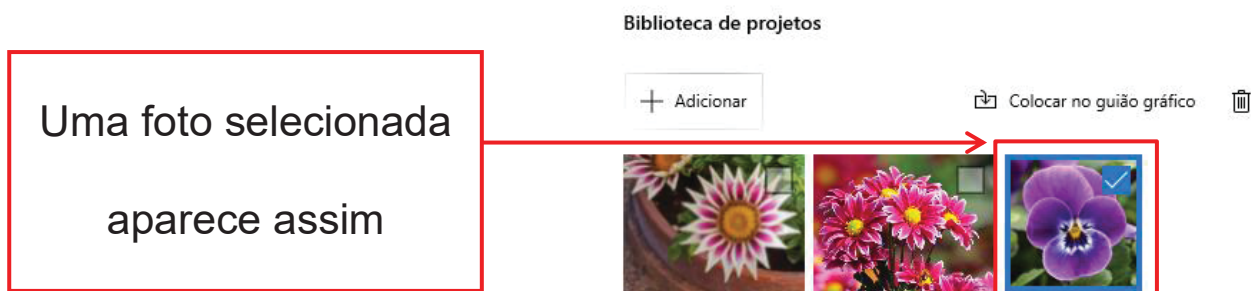 Biblioteca de projetos
Adicionar
Colocar no guião gráfico
Uma foto selecionada
aparece assim